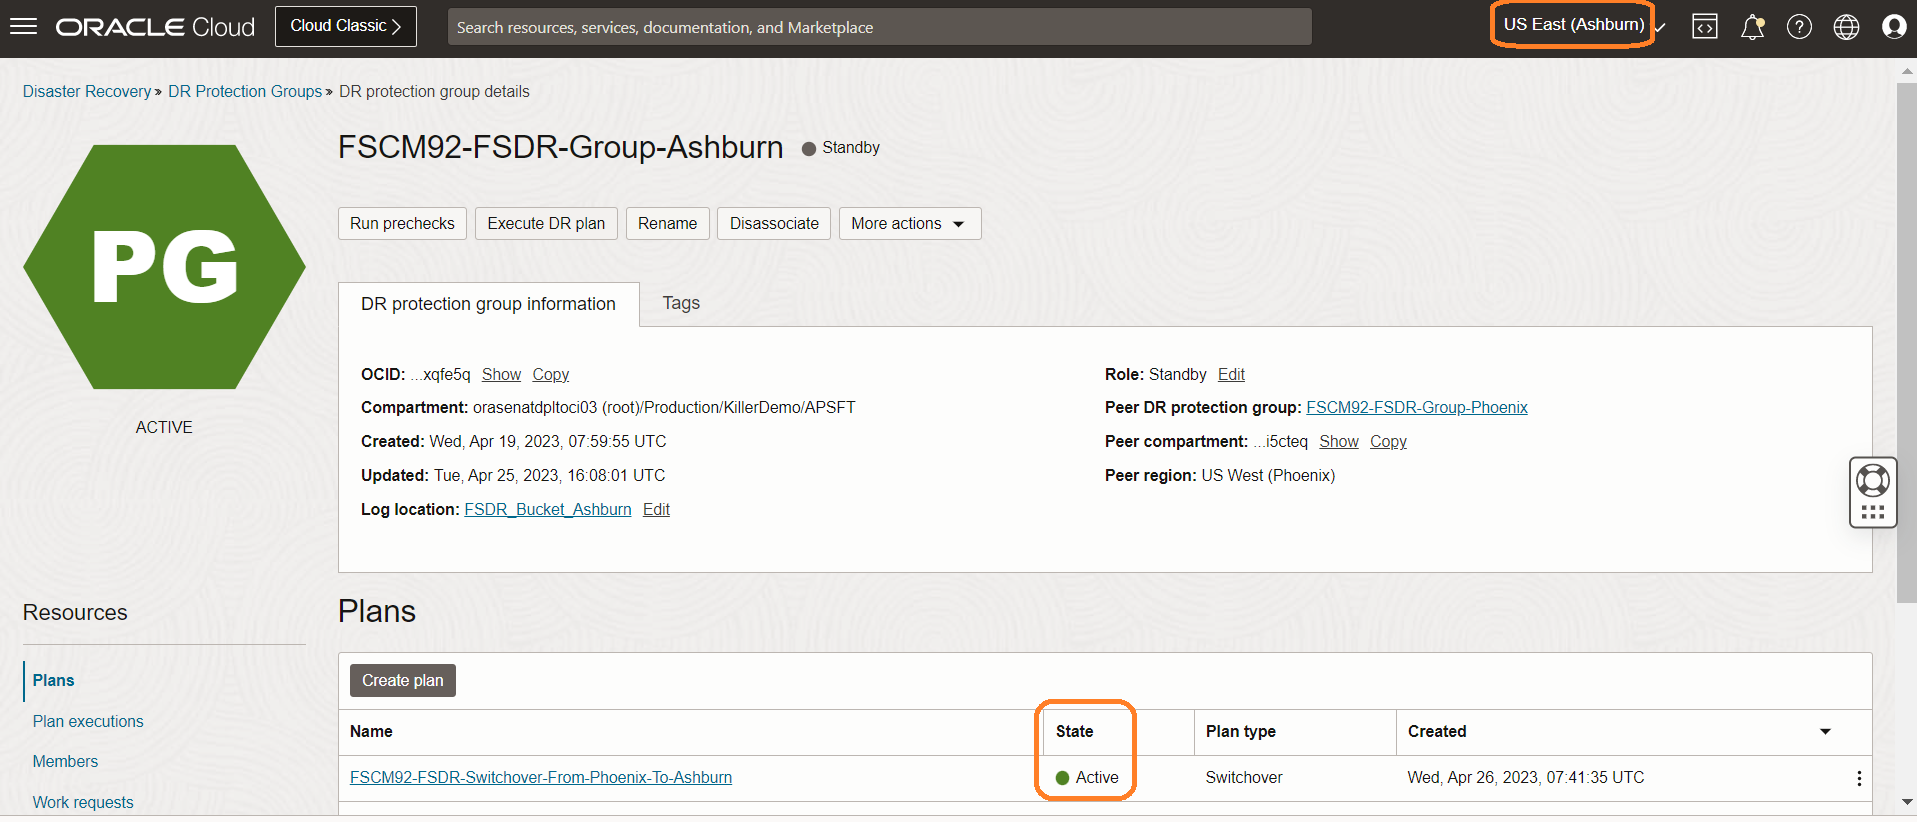 ORACLE Cloud
Cloud Classic
Search resources, services, documentation, and Marketplace
US East (Ashburn)
Disaster Recovery » DR Protection Groups » DR protection group details
PG
ACTIVE
FSCM92-FSDR-Group-Ashburn
Standby
Run prechecks
Execute DR plan
Rename
Disassociate
More actions
DR protection group information
Tags
OCID: ...xqfe5q Show Copy
Compartment: orasenatdpltoci03 (root)/Production/KillerDemo/APSFT
Created: Wed, Apr 19, 2023, 07:59:55 UTC
Updated: Tue, Apr 25, 2023, 16:08:01 UTC
Log location: FSDR_Bucket_Ashburn Edit
Role: Standby Edit
Peer DR protection group: FSCM92-FSDR-Group-Phoenix
Peer compartment: ...i5cteq Show Copy
Peer region: US West (Phoenix)
Resources
Plans
Plan executions
Members
Work requests
Plans
Create plan
Name State Plan type Created
FSCM92-FSDR-Switchover-From-Phoenix-To-Ashburn Active Switchover Wed, Apr 26, 2023, 07:41:35 UTC